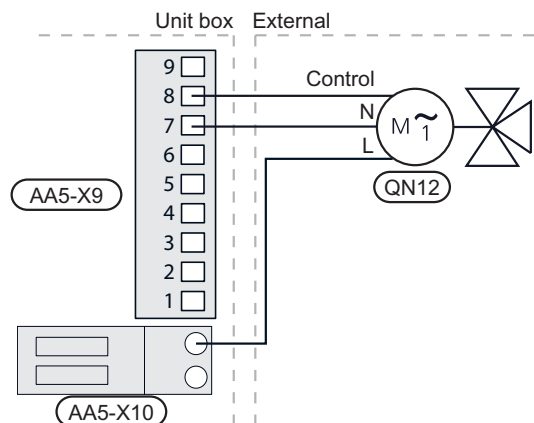 Unit box External
9
8
7
6
5
4
3
2
1
Control
N
L
M ~
1
QN12
AA5-X9
AA5-X10